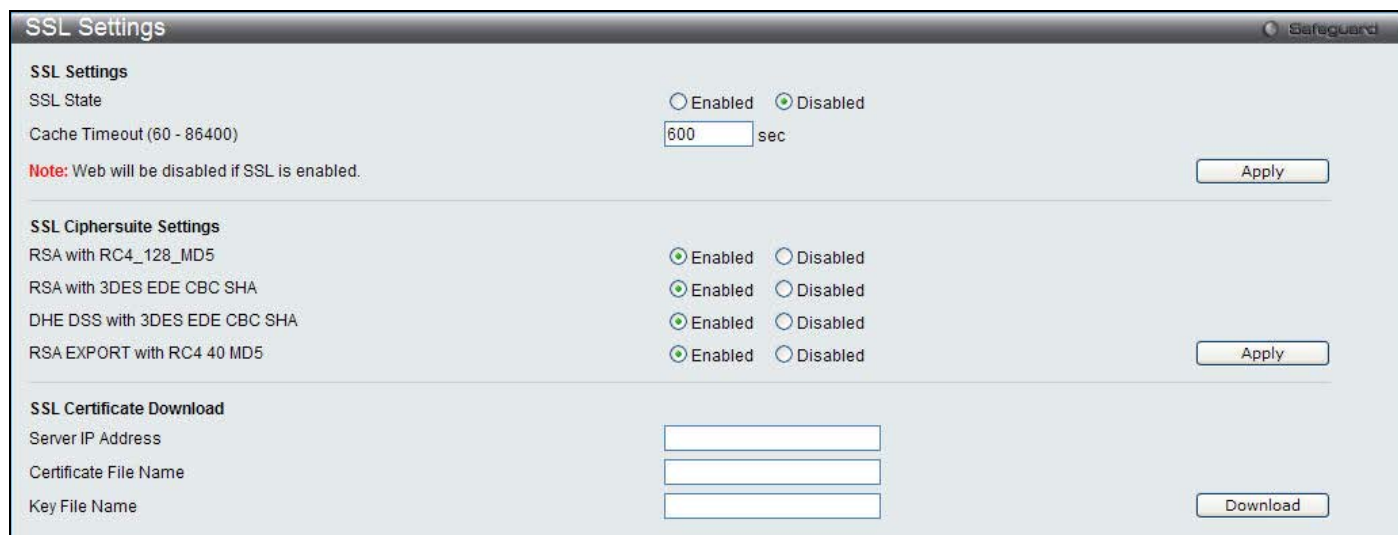 SSL Settings
Safeguard
SSL Settings
SSL State Enabled Disabled
Cache Timeout (60 - 86400) 600 sec
Note: Web will be disabled if SSL is enabled. Apply
SSL Ciphersuite Settings
RSA with RC4_128_MD5 Enabled Disabled
RSA with 3DES EDE CBC SHA Enabled Disabled
DHE DSS with 3DES EDE CBC SHA Enabled Disabled
RSA EXPORT with RC4 40 MD5 Enabled Disabled Apply
SSL Certificate Download
Server IP Address
Certificate File Name
Key File Name Download